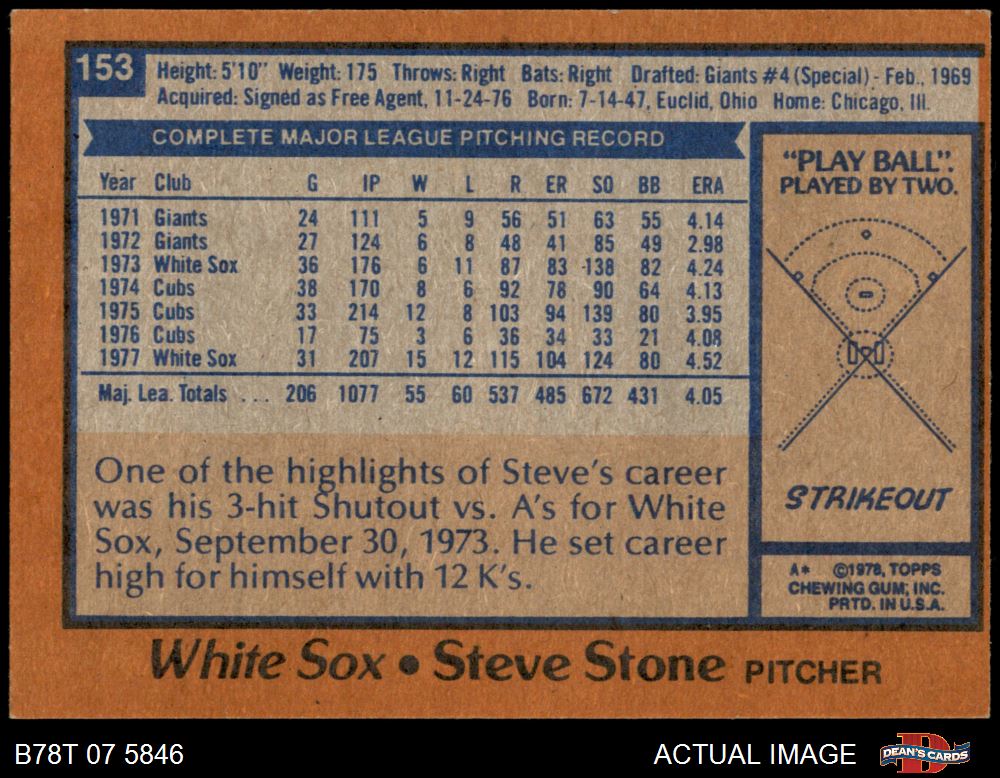 153
Height: 5'10" Weight: 175 Throws: Right Bats: Right Drafted: Giants #4 (Special) - Feb., 1969
Acquired: Signed as Free Agent, 11-24-76 Born: 7-14-47, Euclid, Ohio Home: Chicago, Ill.
COMPLETE MAJOR LEAGUE PITCHING RECORD
Year Club G IP W L R ER SO BB ERA
1971 Giants 24 111 5 9 56 51 63 55 4.14
1972 Giants 27 124 6 8 48 41 85 49 2.98
1973 White Sox 36 176 6 11 87 83 138 82 4.24
1974 Cubs 38 170 8 6 92 78 90 64 4.13
1975 Cubs 33 214 12 8 103 94 139 80 3.95
1976 Cubs 17 75 3 6 36 34 33 21 4.08
1977 White Sox 31 207 15 12 115 104 124 80 4.52
Maj. Lea. Totals . . . 206 1077 55 60 537 485 672 431 4.05
One of the highlights of Steve's career
was his 3-hit Shutout vs. A's for White
Sox, September 30, 1973. He set career
high for himself with 12 K's.
"PLAY BALL":
PLAYED BY TWO.
STRIKEOUT
A* ©1978, TOPPS
CHEWING GUM, INC.
PRTD. IN U.S.A.
White Sox • Steve Stone PITCHER
B78T 07 5846
ACTUAL IMAGE
DEAN'S CARDS